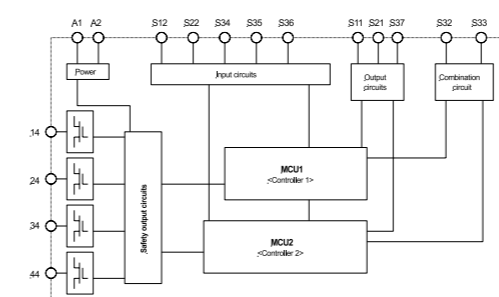 A1 A2 S12 S22 S34 S35 S36 S11 S21 S37 S32 S33
Power
Input circuits
Output
circuits
Combination
circuit
14
24
34
44
Safety output circuits
MCU1
<Controller 1>
MCU2
<Controller 2>